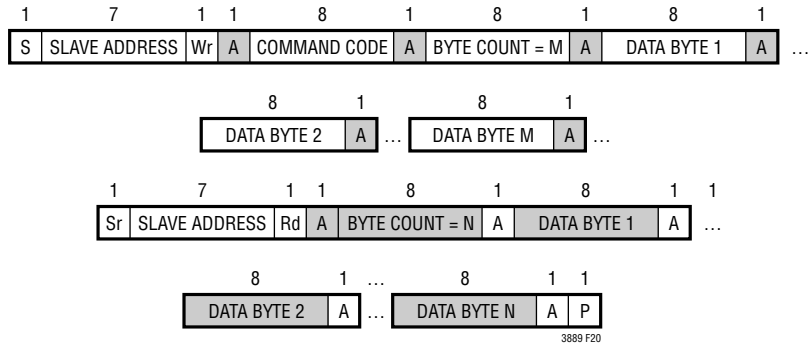 1 7 1 1 8 1 8 1 8 1
S SLAVE ADDRESS Wr A COMMAND CODE A BYTE COUNT = M A DATA BYTE 1 A …
8 1 8 1
DATA BYTE 2 A … DATA BYTE M A …
1 7 1 1 8 1 8 1 1
Sr SLAVE ADDRESS Rd A BYTE COUNT = N A DATA BYTE 1 A …
8 1 … 8 1 1
DATA BYTE 2 A … DATA BYTE N A P
3889 F20